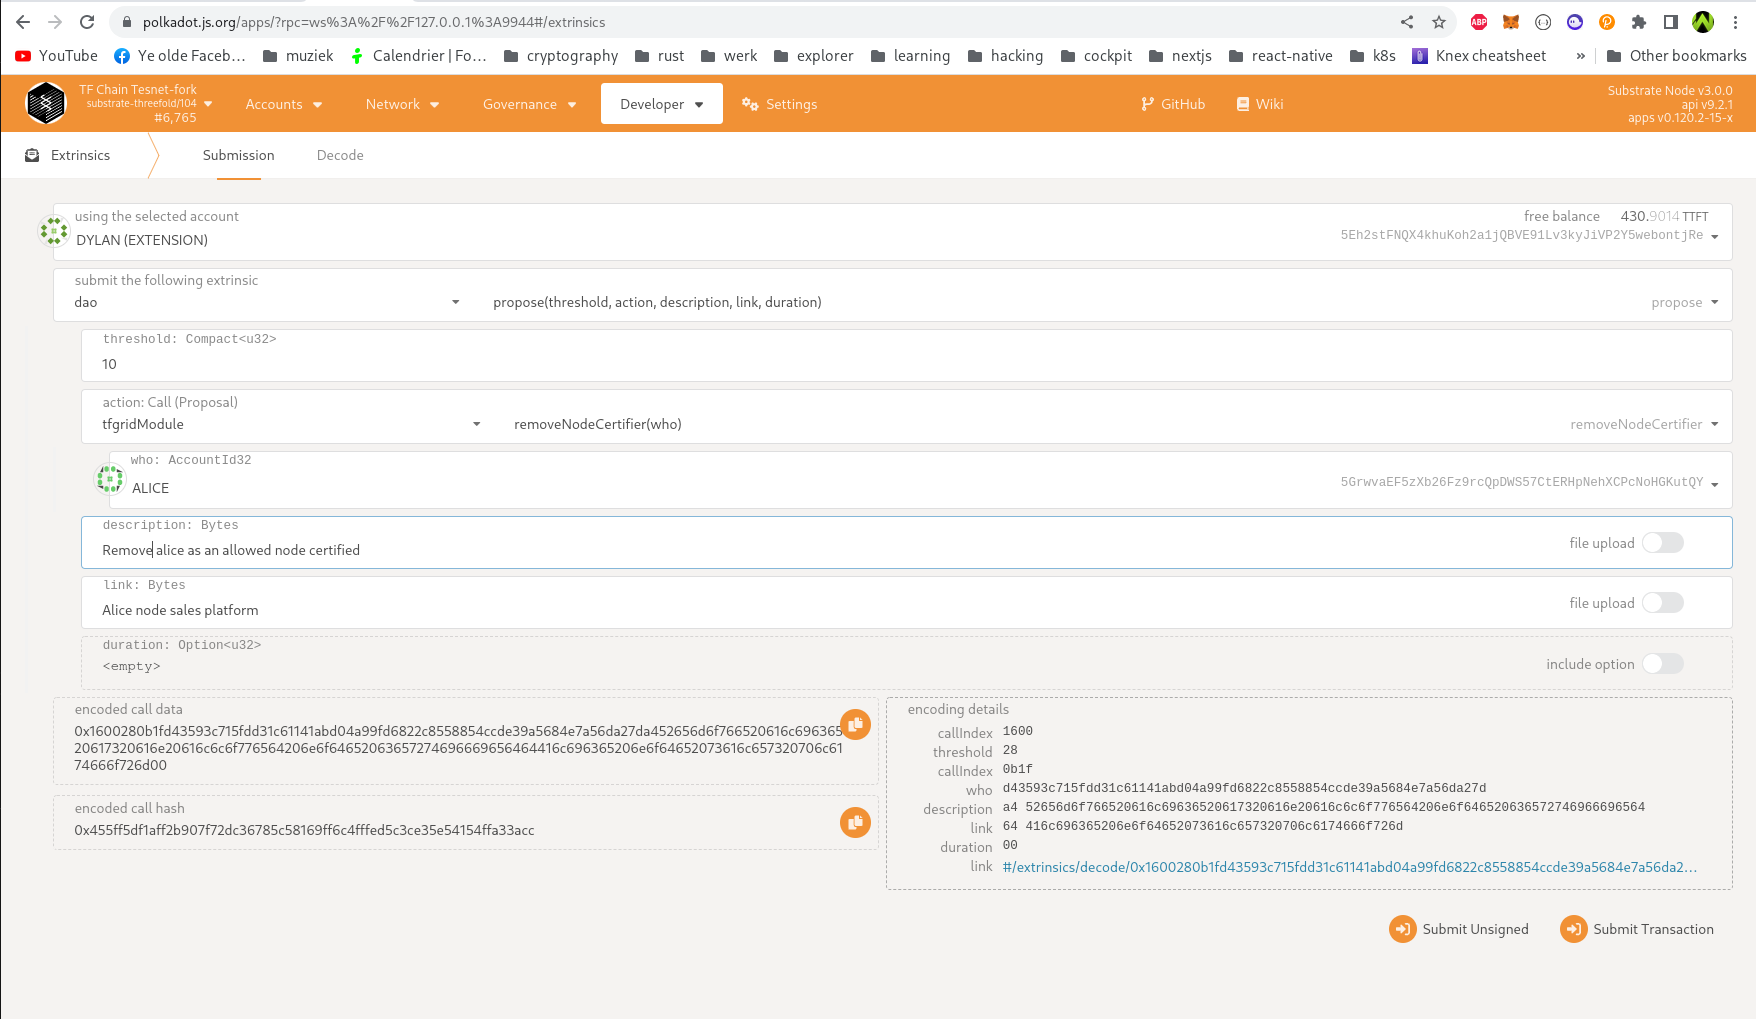 polkadot.js.org/apps/?rpc=ws%3A%2F%2F127.0.0.1%3A9944#/extrinsics
ABP
YouTube Ye olde Faceb... muziek Calendrier | Fo... cryptography rust werk explorer learning hacking cockpit nextjs react-native k8s Knex cheatsheet » Other bookmarks
TF Chain Tesnet-fork
substrate-threefold/104
#6,765
Accounts Network Governance Developer Settings GitHub Wiki
Substrate Node v3.0.0
api v9.2.1
apps v0.120.2-15-x
Extrinsics Submission Decode
using the selected account
DYLAN (EXTENSION)
free balance 430.9014 TTFT
5Eh2stFNQX4khuKoh2a1jQBVE91Lv3kyJiVP2Y5webontjRe
submit the following extrinsic
dao propose(threshold, action, description, link, duration) propose
threshold: Compact<u32>
10
action: Call (Proposal)
tfgridModule removeNodeCertifier(who) removeNodeCertifier
who: AccountId32
ALICE 5GrwvaEF5zXb26Fz9rcQpDWS57CtERHpNehXCPcNoHGKutQY
description: Bytes
Remove alice as an allowed node certified file upload
link: Bytes
Alice node sales platform file upload
duration: Option<u32>
<empty> include option
encoded call data
0x1600280b1fd43593c715fdd31c61141abd04a99fd6822c8558854ccde39a5684e7a56da27da452656d6f766520616c696365
20617320616e20616c6c6f776564206e6f64652063657274696669656464416c696365206e6f64652073616c657320706c61
74666f726d00
encoded call hash
0x455ff5df1aff2b907f72dc36785c58169ff6c4fffed5c3ce35e54154ffa33acc
encoding details
callIndex 1600
threshold 28
callIndex 0b1f
who d43593c715fdd31c61141abd04a99fd6822c8558854ccde39a5684e7a56da27d
description a4 52656d6f766520616c69636520617320616e20616c6c6f776564206e6f646520636572746966696564
link 64 416c696365206e6f64652073616c657320706c6174666f726d
duration 00
link #/extrinsics/decode/0x1600280b1fd43593c715fdd31c61141abd04a99fd6822c8558854ccde39a5684e7a56da2...
Submit Unsigned Submit Transaction